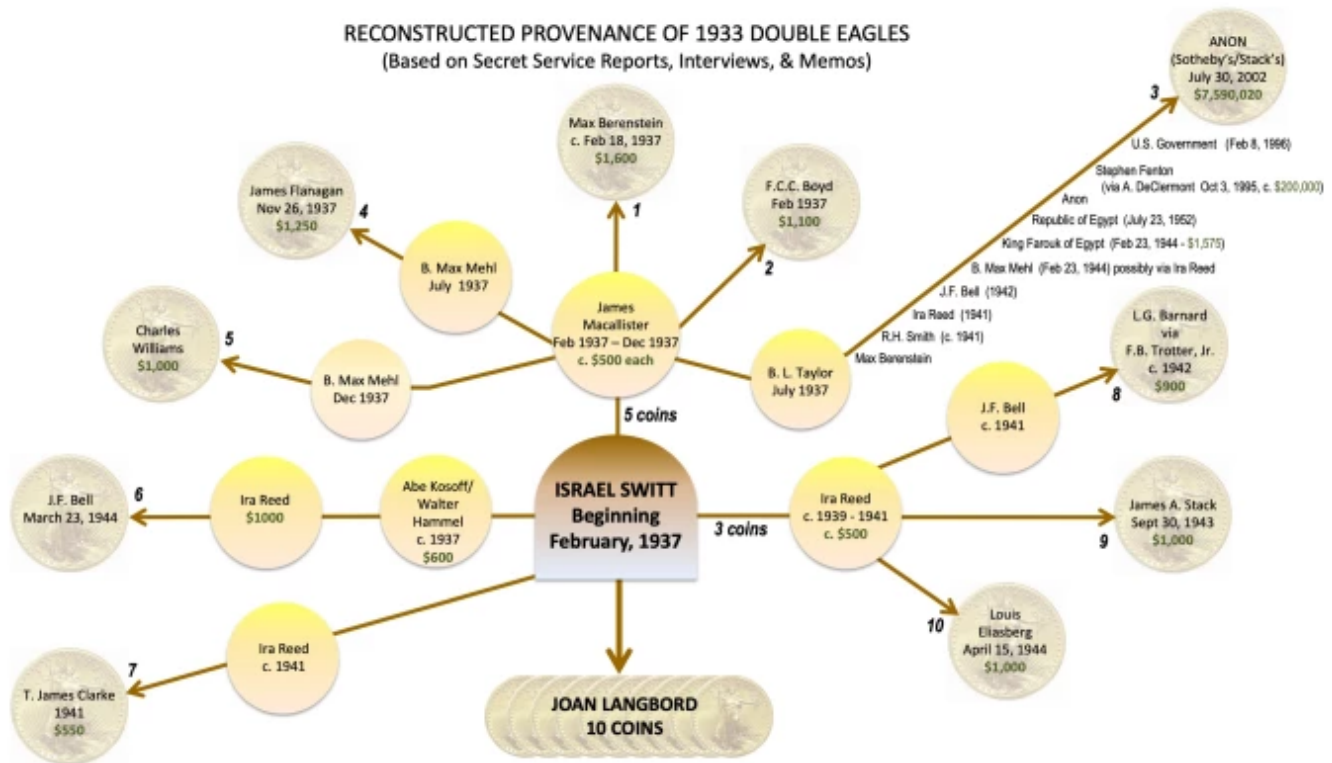 RECONSTRUCTED PROVENANCE OF 1933 DOUBLE EAGLES
(Based on Secret Service Reports, Interviews, & Memos)
ANON
(Sotheby's/Stack's)
July 30, 2002
$7,590,020
3
U.S. Government (Feb 8, 1996)
Stephen Fenton
(via A. DeClermont Oct 3, 1995, c. $200,000)
Anon
Republic of Egypt (July 23, 1952)
King Farouk of Egypt (Feb 23, 1944 - $1,575)
B. Max Mehl (Feb 23, 1944) possibly via Ira Reed
J.F. Bell (1942)
Ira Reed (1941)
R.H. Smith (c. 1941)
Max Berenstein
B. L. Taylor
July 1937
Max Berenstein
c. Feb 18, 1937
$1,600
1
F.C.C. Boyd
Feb 1937
$1,100
2
James Flanagan
Nov 26, 1937
$1,250
4
B. Max Mehl
July 1937
James
Macallister
Feb 1937 – Dec 1937
c. $500 each
Charles
Williams
$1,000
5
B. Max Mehl
Dec 1937
5 coins
L.G. Barnard
via
F.B. Trotter, Jr.
c. 1942
$900
8
J.F. Bell
c. 1941
J.F. Bell
March 23, 1944
6
Ira Reed
$1000
Abe Kosoff/
Walter
Hammel
c. 1937
$600
ISRAEL SWITT
Beginning
February, 1937
3 coins
Ira Reed
c. 1939 - 1941
c. $500
James A. Stack
Sept 30, 1943
$1,000
9
Louis
Eliasberg
April 15, 1944
$1,000
10
Ira Reed
c. 1941
7
T. James Clarke
1941
$550
JOAN LANGBORD
10 COINS